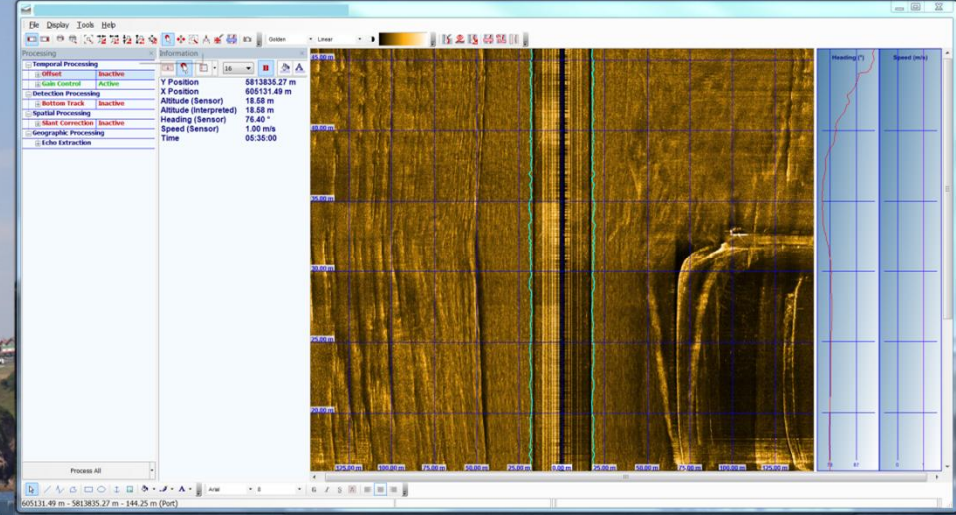 File Display Tools Help
Golden Linear
Processing
Information
Temporal Processing
Offset Inactive
Gain Control Active
Detection Processing
Bottom Track Inactive
Spatial Processing
Slant Correction Inactive
Geographic Processing
Echo Extraction
16
Y Position 5813835.27 m
X Position 605131.49 m
Altitude (Sensor) 18.58 m
Altitude (Interpreted) 18.58 m
Heading (Sensor) 76.40 °
Speed (Sensor) 1.00 m/s
Time 05:35:00
45.00 m
40.00 m
35.00 m
30.00 m
25.00 m
20.00 m
125.00 m 100.00 m 75.00 m 50.00 m 25.00 m 0.00 m 25.00 m 50.00 m 75.00 m 100.00 m 125.00 m
Heading (°) Speed (m/s)
Process All
Arial 8
605131.49 m - 5813835.27 m - 144.25 m (Port)